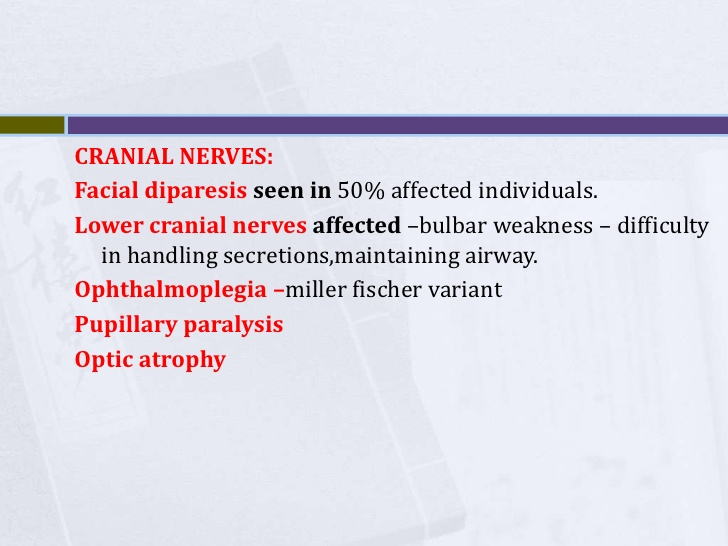 CRANIAL NERVES:
Facial diparesis seen in 50% affected individuals.
Lower cranial nerves affected –bulbar weakness – difficulty
in handling secretions,maintaining airway.
Ophthalmoplegia –miller fischer variant
Pupillary paralysis
Optic atrophy